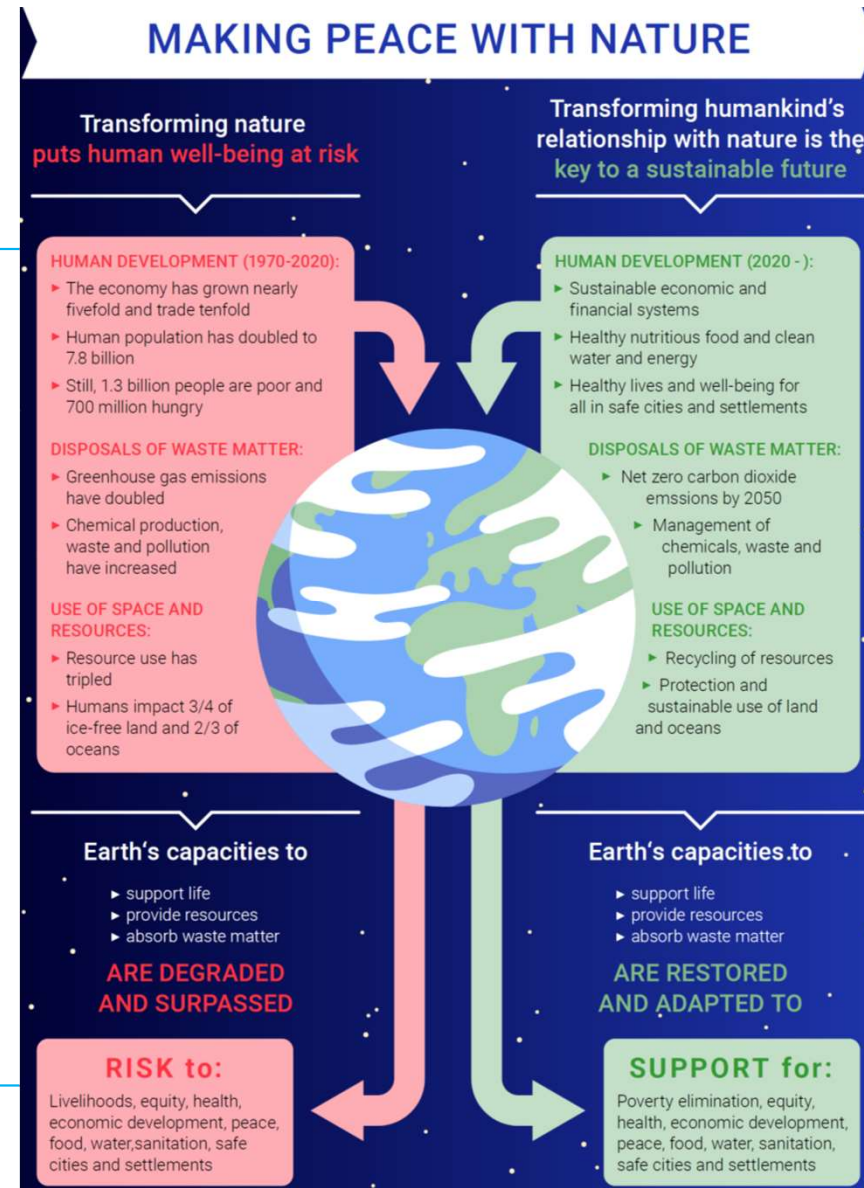 MAKING PEACE WITH NATURE
Transforming nature
puts human well-being at risk
HUMAN DEVELOPMENT (1970-2020):
► The economy has grown nearly
fivefold and trade tenfold
► Human population has doubled to
7.8 billion
► Still, 1.3 billion people are poor and
700 million hungry
DISPOSALS OF WASTE MATTER:
► Greenhouse gas emissions
have doubled
► Chemical production,
waste and pollution
have increased
USE OF SPACE AND
RESOURCES:
► Resource use has
tripled
► Humans impact 3/4 of
ice-free land and 2/3 of
oceans
Earth‘s capacities to
► support life
► provide resources
► absorb waste matter
ARE DEGRADED
AND SURPASSED
RISK to:
Livelihoods, equity, health,
economic development, peace,
food, water,sanitation, safe
cities and settlements
Transforming humankind’s
relationship with nature is the
key to a sustainable future
HUMAN DEVELOPMENT (2020 - ):
► Sustainable economic and
financial systems
► Healthy nutritious food and clean
water and energy
► Healthy lives and well-being for
all in safe cities and settlements
DISPOSALS OF WASTE MATTER:
► Net zero carbon dioxide
emssions by 2050
► Management of
chemicals, waste and
pollution
USE OF SPACE AND
RESOURCES:
► Recycling of resources
► Protection and
sustainable use of land
and oceans
Earth‘s capacities to
► support life
► provide resources
► absorb waste matter
ARE RESTORED
AND ADAPTED TO
SUPPORT for:
Poverty elimination, equity,
health, economic development,
peace, food, water, sanitation,
safe cities and settlements